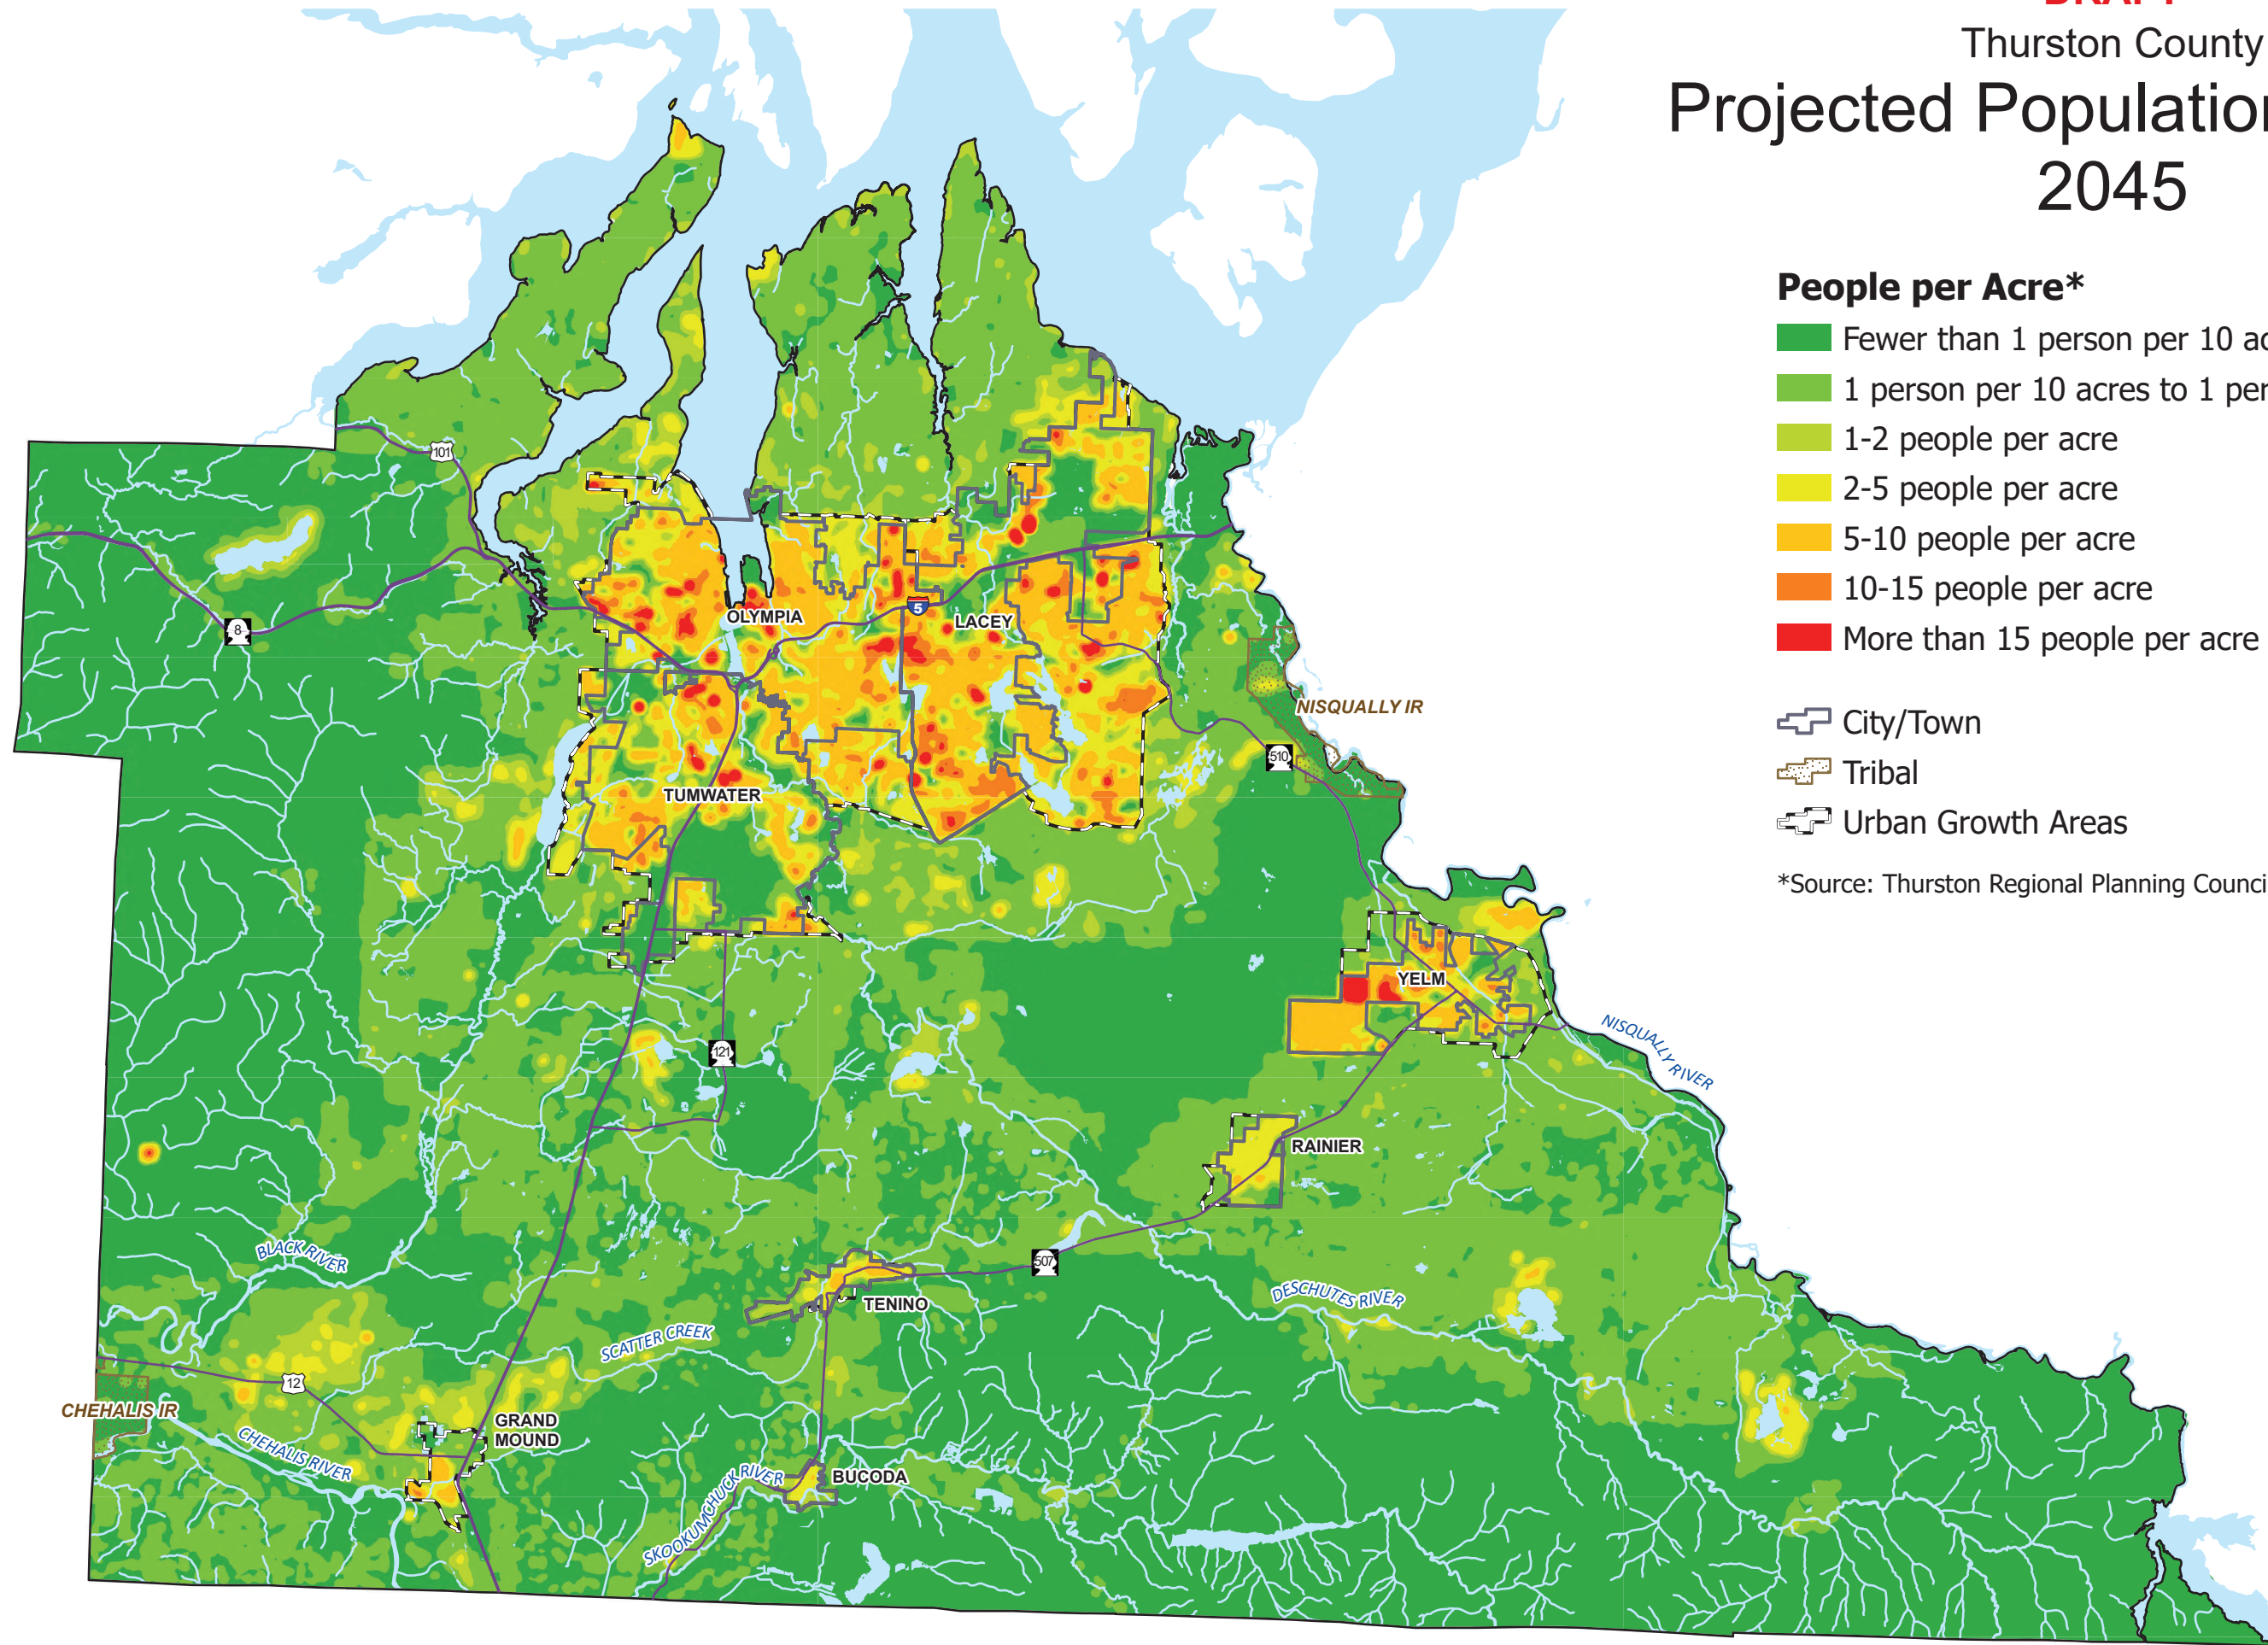 Thurston County
Projected Population
2045
People per Acre*
Fewer than 1 person per 10
1 person per 10 acres to 1
1-2 people per acre
2-5 people per acre
5-10 people per acre
10-15 people per acre
More than 15 people per acre
City/Town
Tribal
Urban Growth Areas
*Source: Thurston Regional Planning
101
8
OLYMPIA
5
LACEY
NISQUALLY IR
510
TUMWATER
YELM
NISQUALLY RIVER
121
RAINIER
BLACK RIVER
507
TENINO
DESCHUTES RIVER
SCATTER CREEK
12
CHEHALIS IR
GRAND
MOUND
CHEHALIS RIVER
BUCODA
SKOOKUMCHUCK RIVER